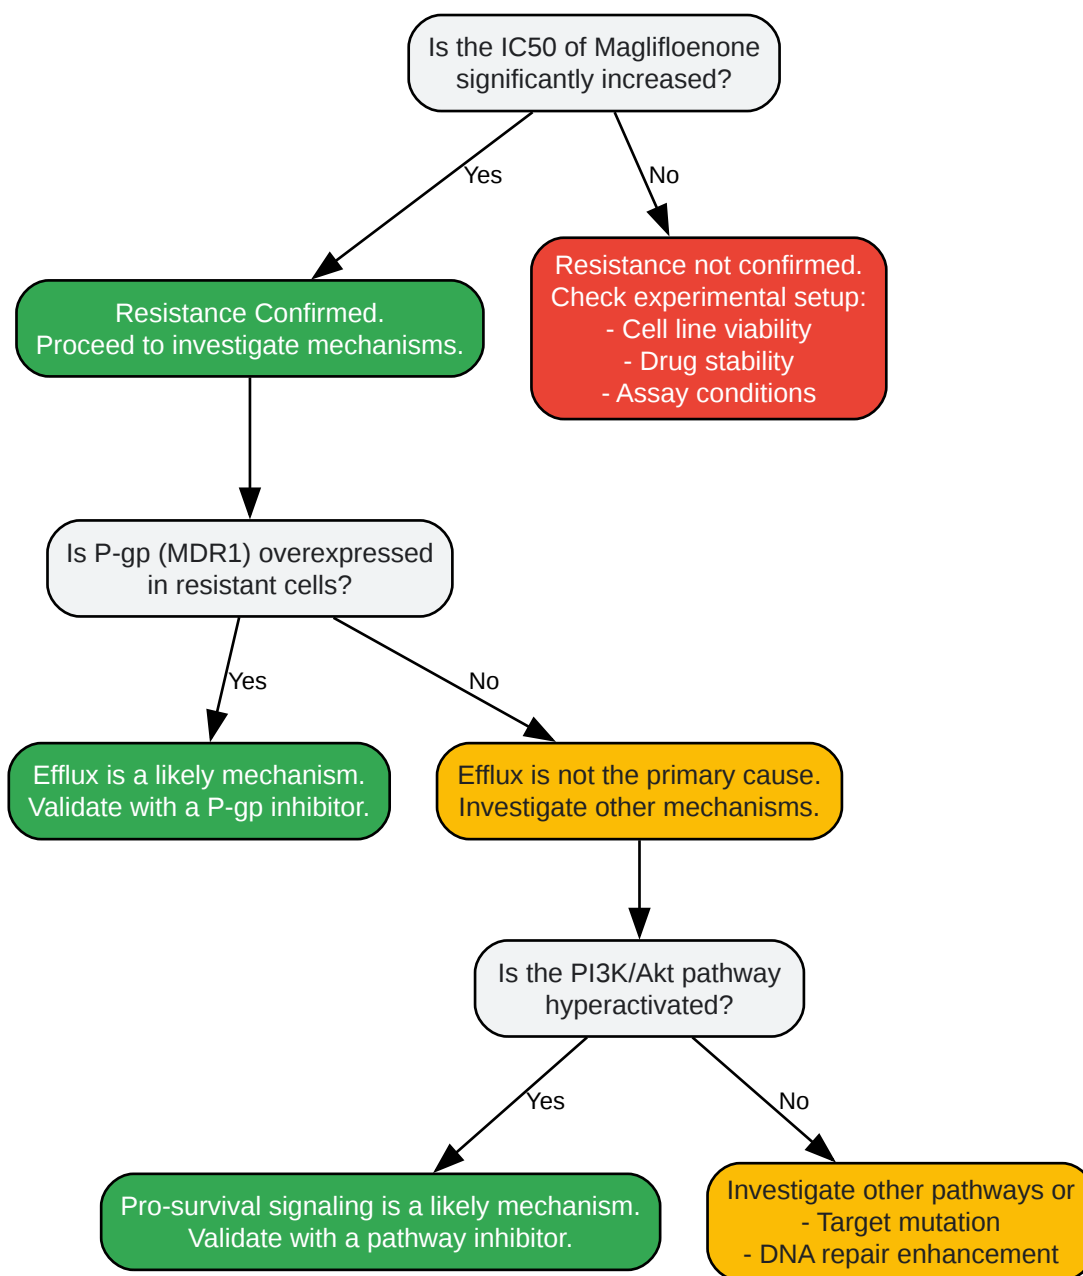 Is the IC50 of Maglifloenone
significantly increased?
Yes
No
Resistance not confirmed.
Check experimental setup:
- Cell line viability
- Drug stability
- Assay conditions
Resistance Confirmed.
Proceed to investigate mechanisms.
Is P-gp (MDR1) overexpressed
in resistant cells?
Yes
No
Efflux is a likely mechanism.
Validate with a P-gp inhibitor.
Efflux is not the primary cause.
Investigate other mechanisms.
Is the PI3K/Akt pathway
hyperactivated?
Yes
No
Pro-survival signaling is a likely mechanism.
Validate with a pathway inhibitor.
Investigate other pathways or
- Target mutation
- DNA repair enhancement